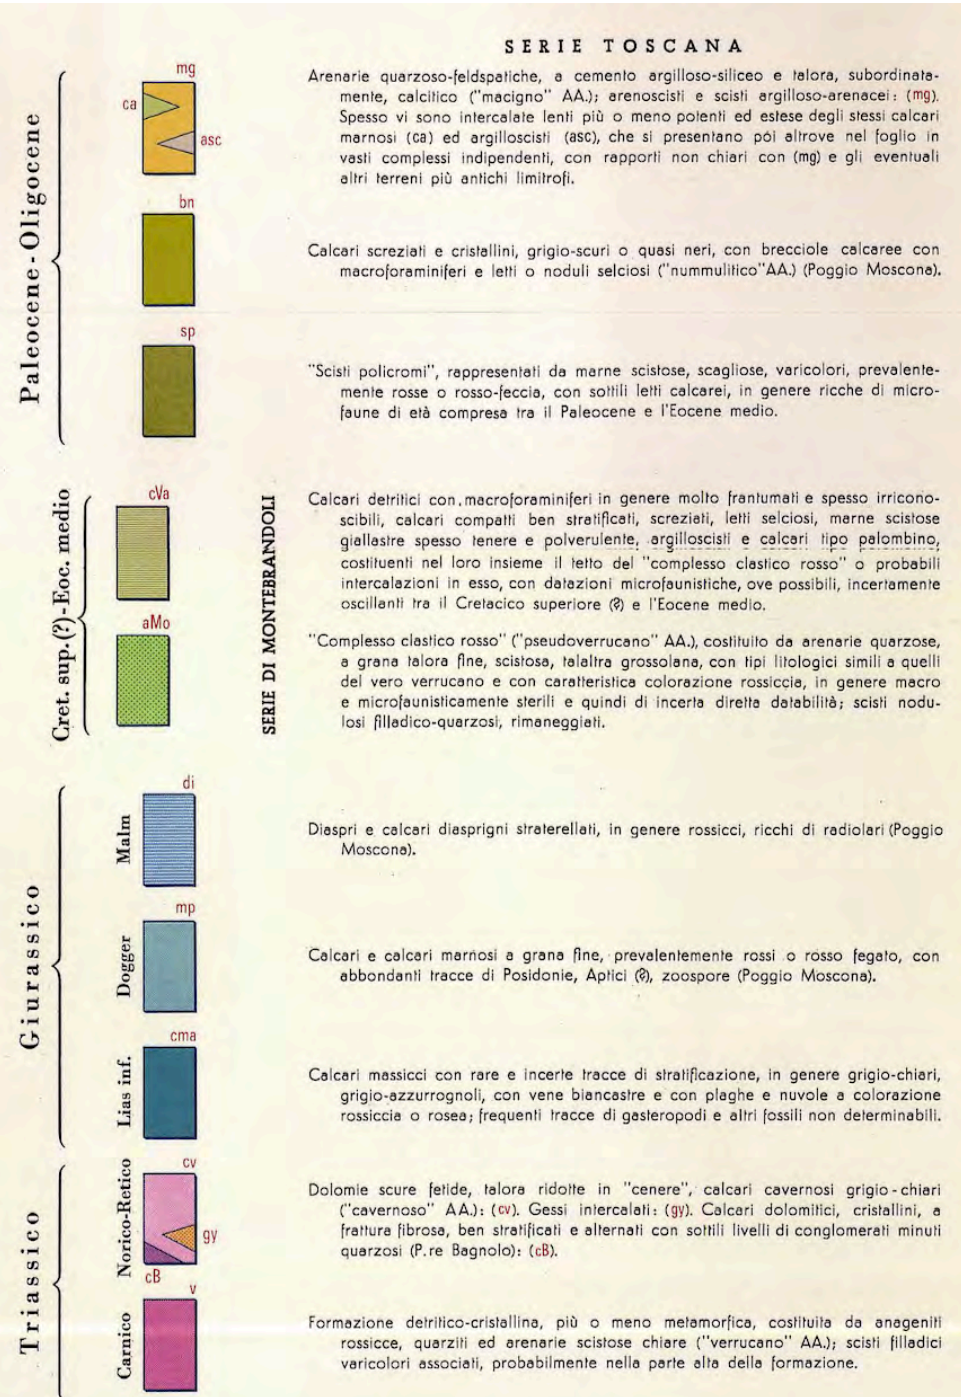 SERIE TOSCANA
Paleocene-Oligocene
mg
ca
asc
Arenarie quarzoso-feldspatiche, a cemento argilloso-siliceo e talora, subordinata-
mente, calcitico ("macigno" AA.); arenoscisti e scisti argilloso-arenacei: (mg).
Spesso vi sono intercalate lenti più o meno potenti ed estese degli stessi calcari
marnosi (ca) ed argilloscisti (asc), che si presentano pòi altrove nel foglio in
vasti complessi indipendenti, con rapporti non chiari con (mg) e gli eventuali
altri terreni più antichi limitrofi.
bn
Calcari screziati e cristallini, grigio-scuri o quasi neri, con brecciole calcaree con
macroforaminiferi e letti o noduli selciosi ("nummulitico"AA.) (Poggio Moscona).
sp
"Scisti policromi", rappresentati da marne scistose, scagliose, varicolori, prevalente-
mente rosse o rosso-feccia, con sottili letti calcarei, in genere ricche di micro-
faune di età compresa tra il Paleocene e l'Eocene medio.
Cret. sup.(?)-Eoc. medio
SERIE DI MONTEBRANDOLI
cVa
Calcari detritici con macroforaminiferi in genere molto frantumati e spesso irricono-
scibili, calcari compatti ben stratificati, screziati, letti selciosi, marne scistose
giallastre spesso tenere e polverulente, argilloscisti e calcari tipo palombino,
costituenti nel loro insieme il tetto del "complesso clastico rosso" o probabili
intercalazioni in esso, con datazioni microfaunistiche, ove possibili, incertamente
oscillanti tra il Cretacico superiore (?) e l'Eocene medio.
aMo
"Complesso clastico rosso" ("pseudoverrucano" AA.), costituito da arenarie quarzose,
a grana talora fine, scistosa, talaltra grossolana, con tipi litologici simili a quelli
del vero verrucano e con caratteristica colorazione rossiccia, in genere macro
e microfaunisticamente sterili e quindi di incerta diretta databilità; scisti nodu-
losi filladico-quarzosi, rimaneggiati.
Giurassico
Malm
di
Diaspri e calcari diasprigni straterellati, in genere rossicci, ricchi di radiolari (Poggio
Moscona).
Dogger
mp
Calcari e calcari marnosi a grana fine, prevalentemente rossi o rosso fegato, con
abbondanti tracce di Posidonie, Aptici (?), zoospore (Poggio Moscona).
Lias inf.
cma
Calcari massicci con rare e incerte tracce di stratificazione, in genere grigio-chiari,
grigio-azzurrognoli, con vene biancastre e con plaghe e nuvole a colorazione
rossiccia o rosea; frequenti tracce di gasteropodi e altri fossili non determinabili.
Triassico
Norico-Retico
cv
gy
cB
Dolomie scure fetide, talora ridotte in "cenere", calcari cavernosi grigio-chiari
("cavernoso" AA.): (cv). Gessi intercalati: (gy). Calcari dolomitici, cristallini, a
frattura fibrosa, ben stratificati e alternati con sottili livelli di conglomerati minuti
quarzosi (P.re Bagnolo): (cB).
Carnico
v
Formazione detritico-cristallina, più o meno metamorfica, costituita da anageniti
rossicce, quarziti ed arenarie scistose chiare ("verrucano" AA.); scisti filladici
varicolori associati, probabilmente nella parte alta della formazione.